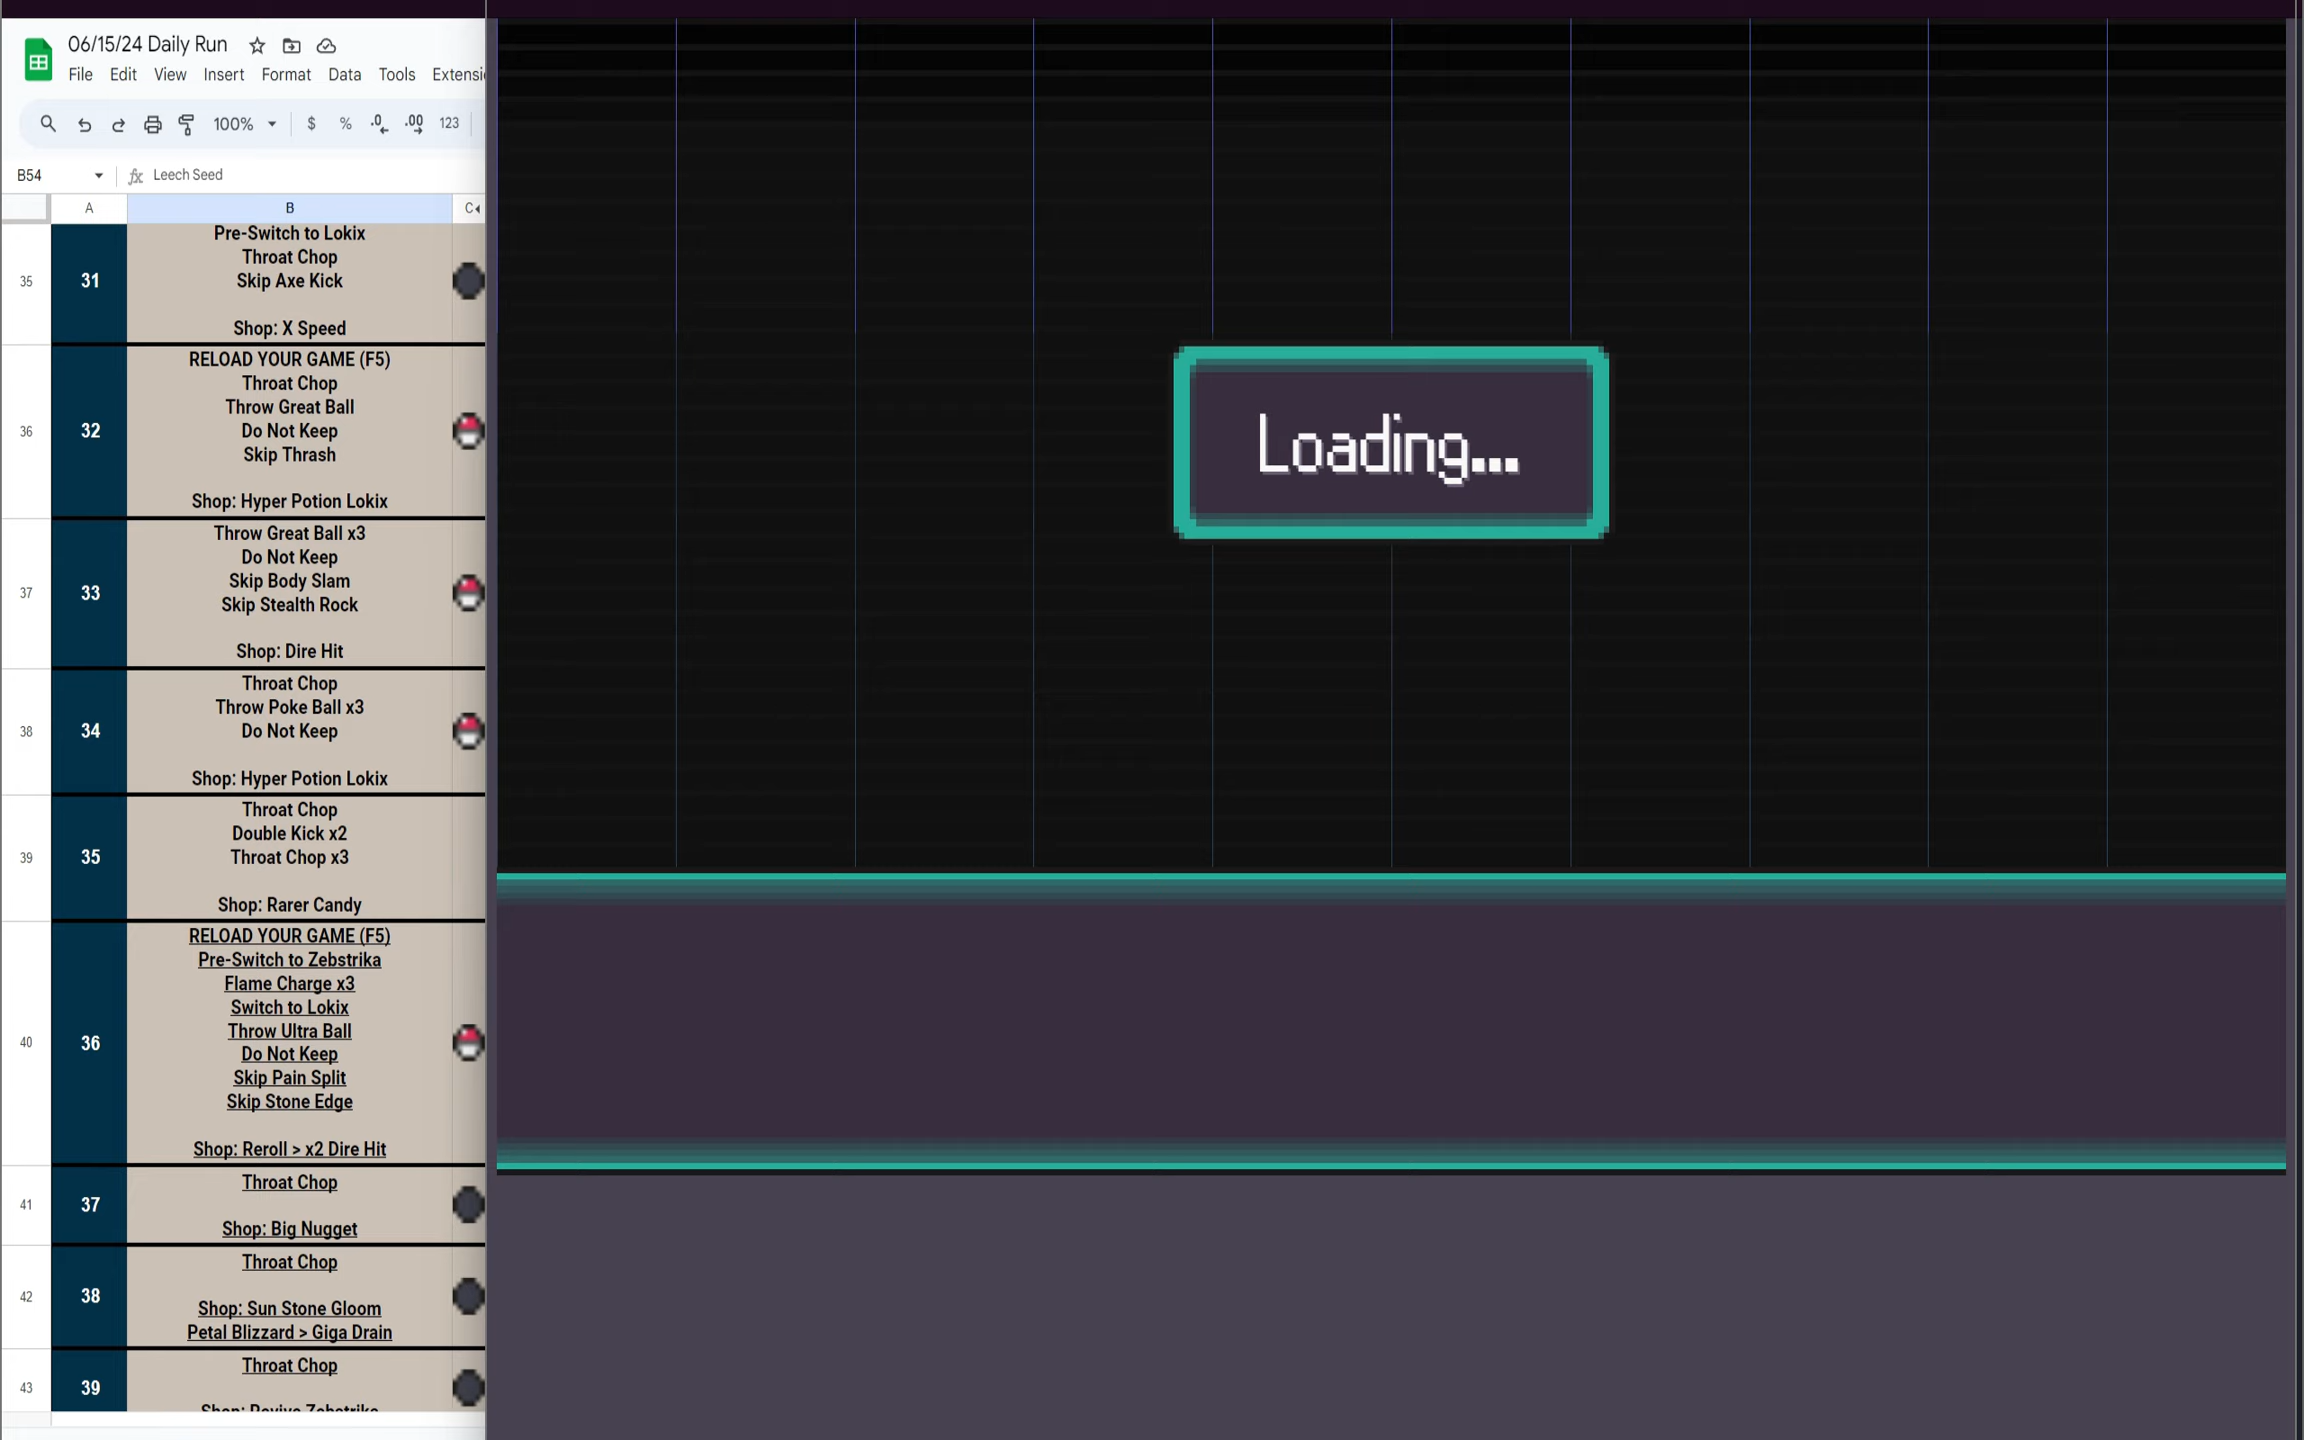 06/15/24 Daily Run
File Edit View Insert Format Data Tools Extensi
100% $ % .0 .00 123
B54 fx Leech Seed
A B C
35 31
Pre-Switch to Lokix
Throat Chop
Skip Axe Kick
Shop: X Speed
36 32
RELOAD YOUR GAME (F5)
Throat Chop
Throw Great Ball
Do Not Keep
Skip Thrash
Shop: Hyper Potion Lokix
37 33
Throw Great Ball x3
Do Not Keep
Skip Body Slam
Skip Stealth Rock
Shop: Dire Hit
38 34
Throat Chop
Throw Poke Ball x3
Do Not Keep
Shop: Hyper Potion Lokix
39 35
Throat Chop
Double Kick x2
Throat Chop x3
Shop: Rarer Candy
40 36
RELOAD YOUR GAME (F5)
Pre-Switch to Zebstrika
Flame Charge x3
Switch to Lokix
Throw Ultra Ball
Do Not Keep
Skip Pain Split
Skip Stone Edge
Shop: Reroll > x2 Dire Hit
41 37
Throat Chop
Shop: Big Nugget
42 38
Throat Chop
Shop: Sun Stone Gloom
Petal Blizzard > Giga Drain
43 39
Throat Chop
Shop: Revive Zebstrika
Loading...